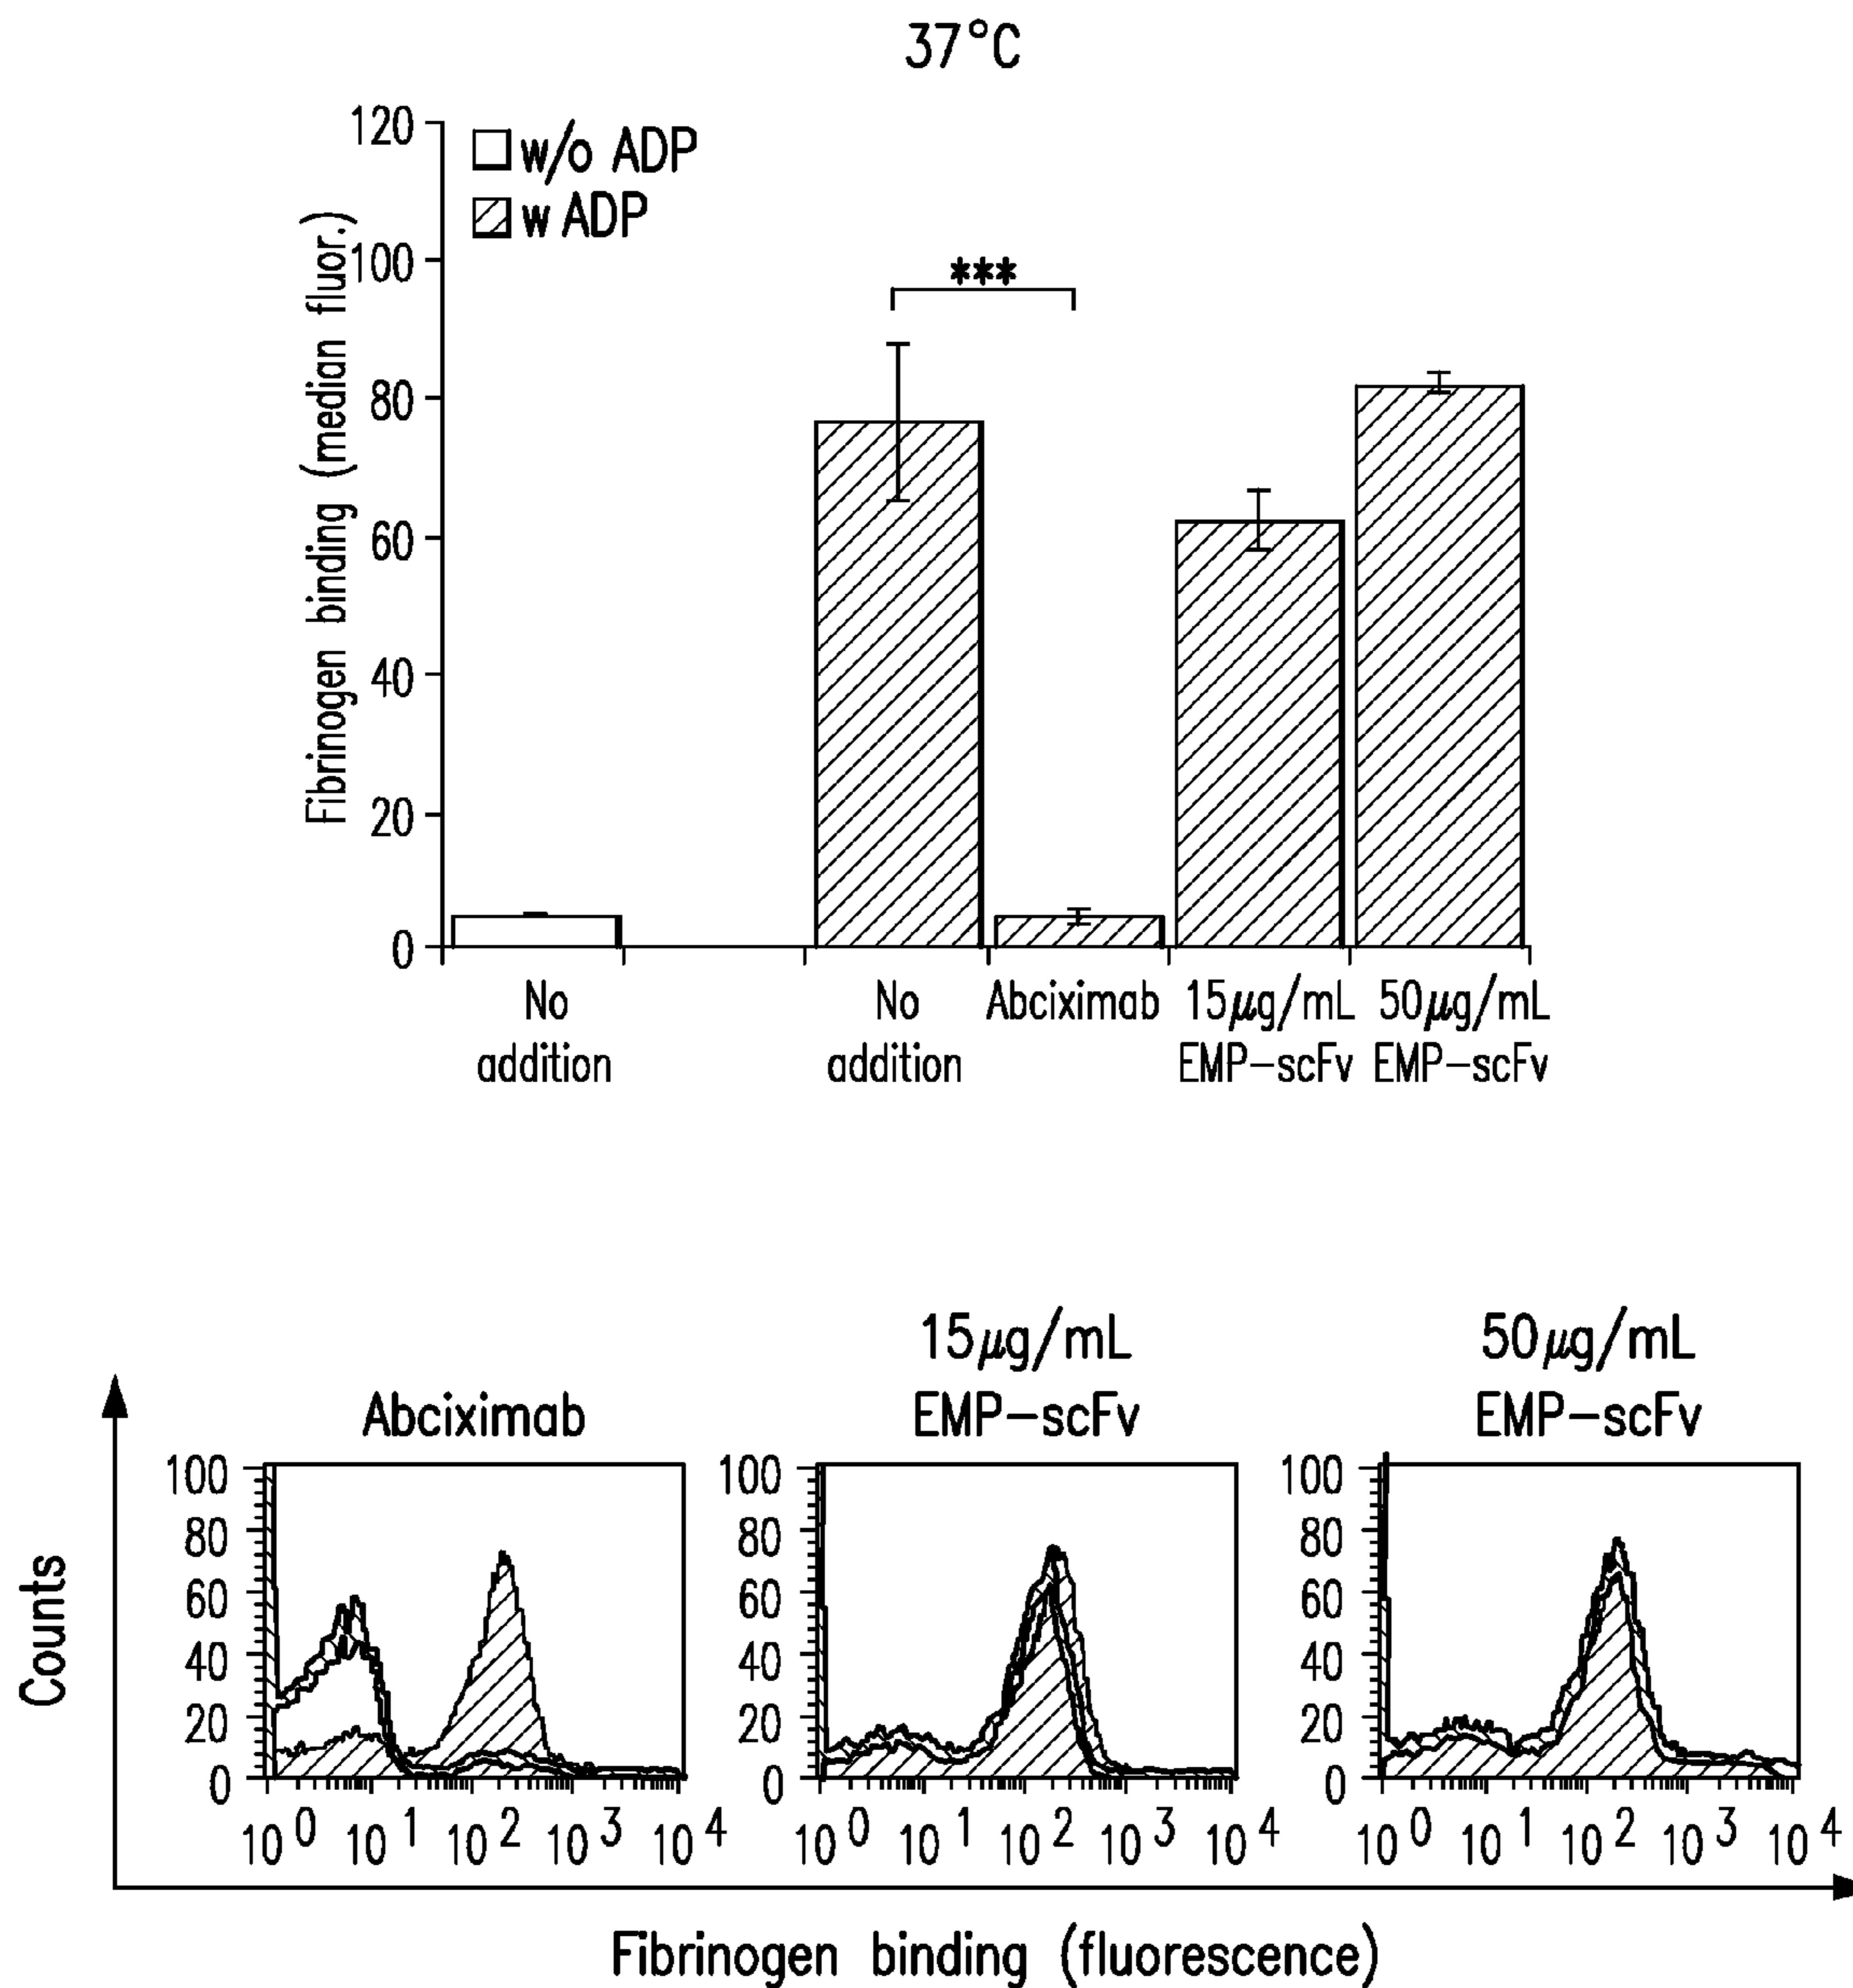 37°C
120
100
80
60
40
20
0
Fibrinogen binding (median fluor.)
w/o ADP
w ADP
***
No addition
No addition
Abciximab
15μg/mL EMP-scFv
50μg/mL EMP-scFv
Counts
Abciximab
100
80
60
40
20
0
10^0 10^1 10^2 10^3 10^4
15μg/mL
EMP-scFv
100
80
60
40
20
0
10^0 10^1 10^2 10^3 10^4
50μg/mL
EMP-scFv
100
80
60
40
20
0
10^0 10^1 10^2 10^3 10^4
Fibrinogen binding (fluorescence)